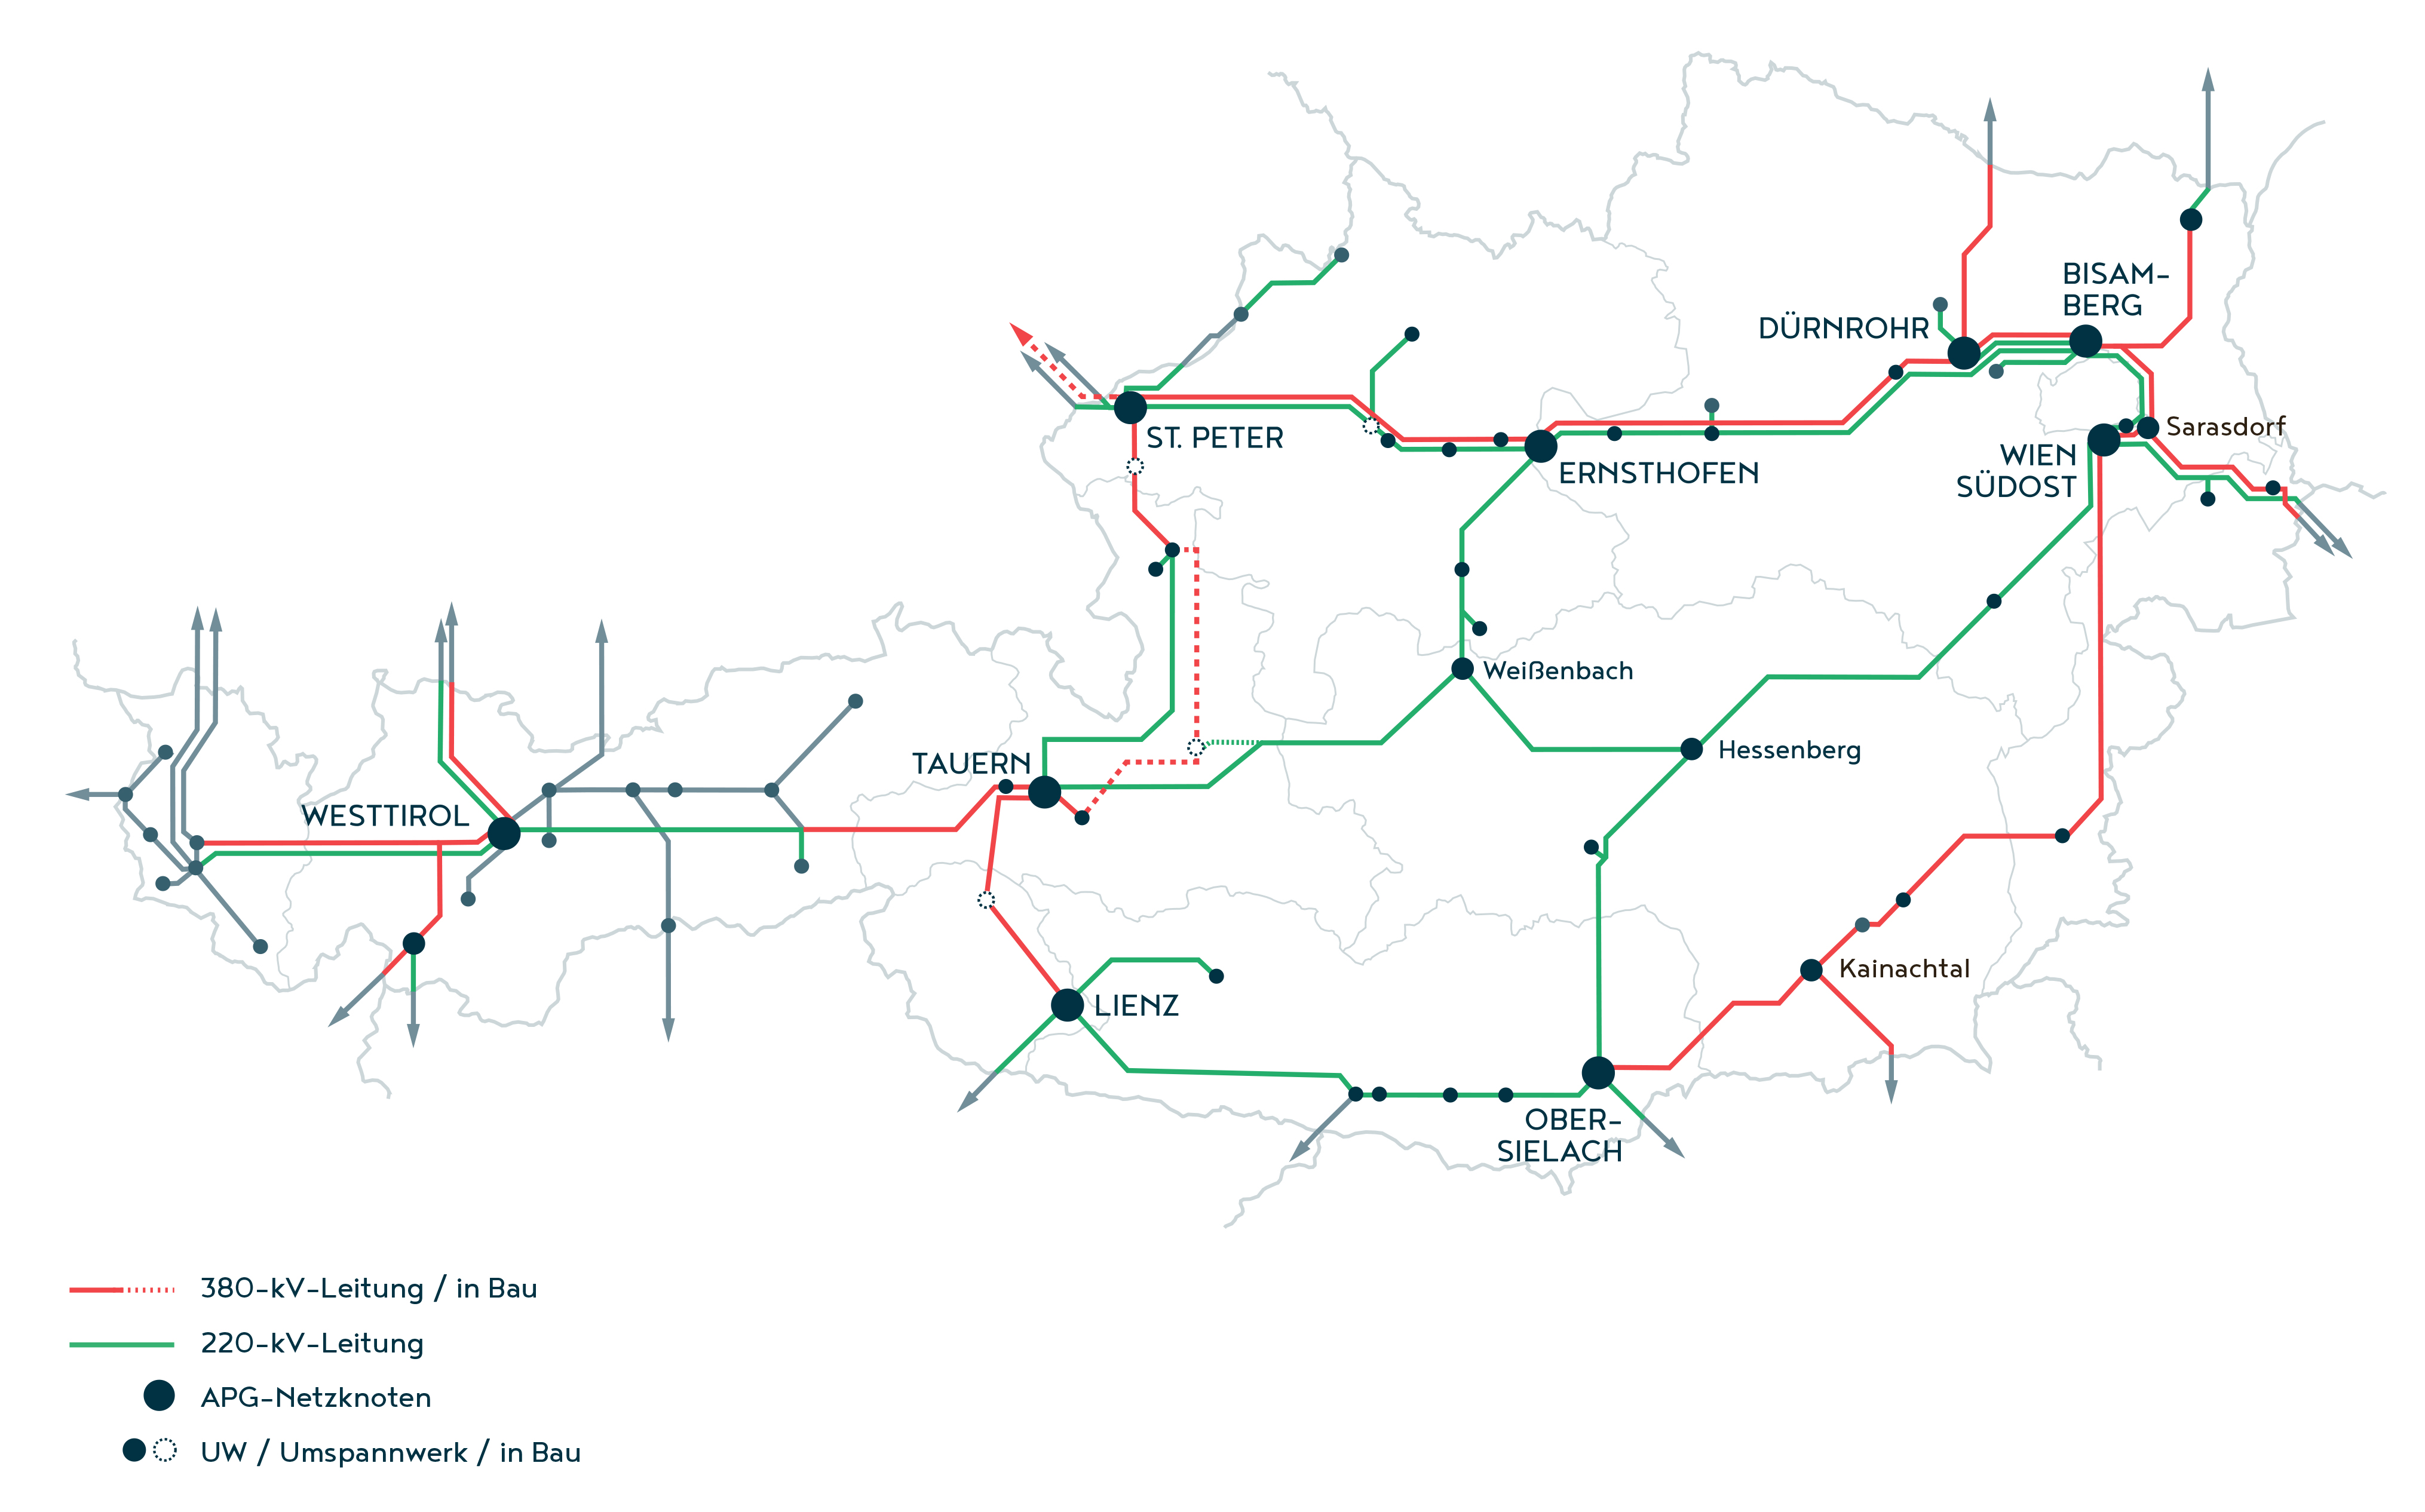 BISAM-
BERG
DÜRNROHR
ST. PETER
Sarasdorf
WIEN
SÜDOST
ERNSTHOFEN
Weißenbach
Hessenberg
TAUERN
WESTTIROL
Kainachtal
LIENZ
OBER-
SIELACH
380-kV-Leitung / in Bau
220-kV-Leitung
APG-Netzknoten
UW / Umspannwerk / in Bau